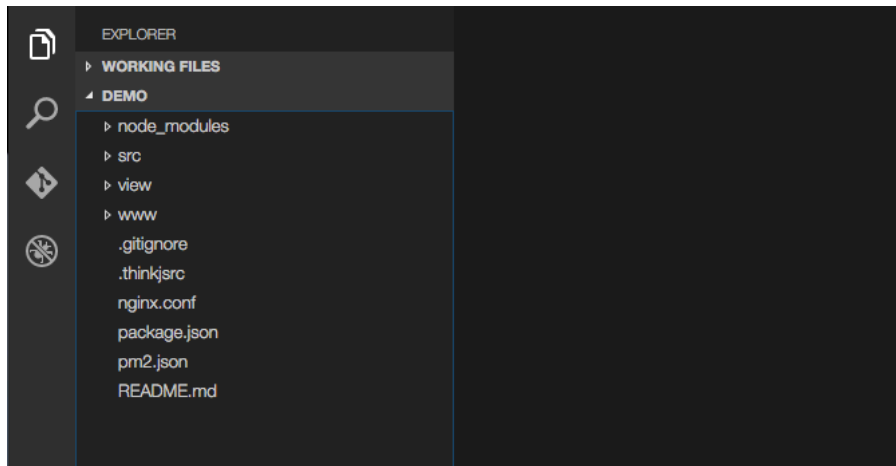 EXPLORER
WORKING FILES
DEMO
node_modules
src
view
www
.gitignore
.thinkjsrc
nginx.conf
package.json
pm2.json
README.md